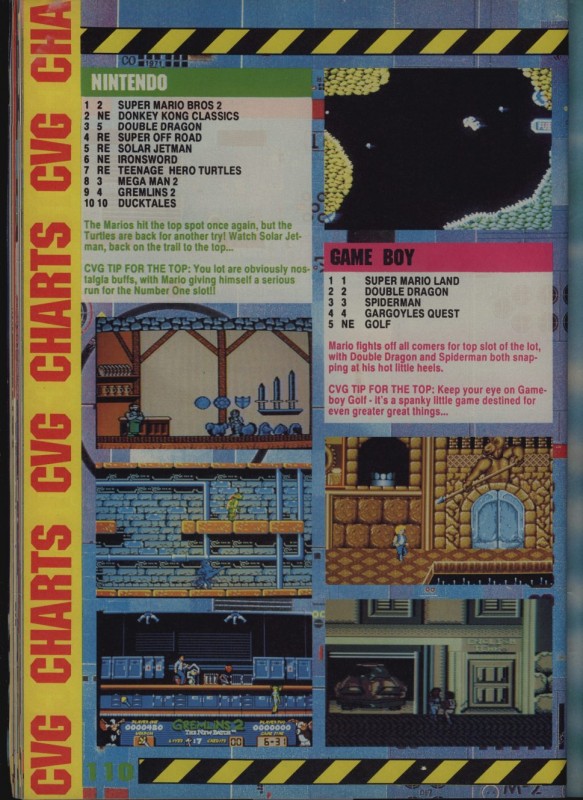 CVG CHARTS CVG CHARTS CVG CHA
NINTENDO
1 2 SUPER MARIO BROS 2
2 NE DONKEY KONG CLASSICS
3 5 DOUBLE DRAGON
4 RE SUPER OFF ROAD
5 RE SOLAR JETMAN
6 NE IRONSWORD
7 RE TEENAGE HERO TURTLES
8 3 MEGA MAN 2
9 4 GREMLINS 2
10 10 DUCKTALES
The Marios hit the top spot once again, but the
Turtles are back for another try! Watch Solar Jet-
man, back on the trail to the top...
CVG TIP FOR THE TOP: You lot are obviously nos-
talgia buffs, with Mario giving himself a serious
run for the Number One slot!!
GAME BOY
1 1 SUPER MARIO LAND
2 2 DOUBLE DRAGON
3 3 SPIDERMAN
4 4 GARGOYLES QUEST
5 NE GOLF
Mario fights off all comers for top slot of the lot,
with Double Dragon and Spiderman both snap-
ping at his hot little heels.
CVG TIP FOR THE TOP: Keep your eye on Game-
boy Golf - it's a spanky little game destined for
even greater great things...
GREMLINS 2
THE NEW BATCH
110